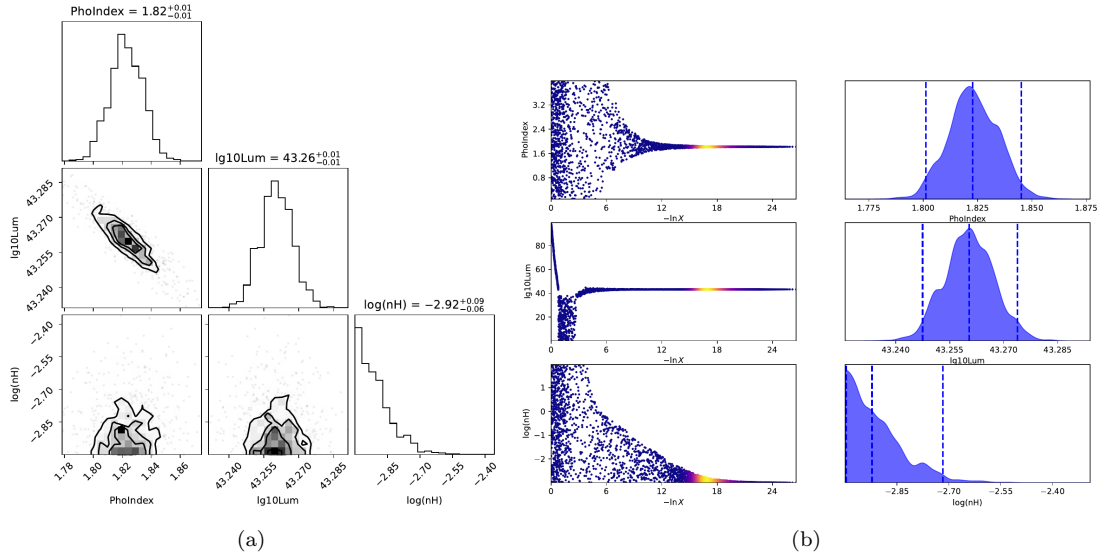 PhoIndex = 1.82+0.01 −0.01
lg10Lum = 43.26+0.01 −0.01
log(nH) = −2.92+0.09 −0.06
lg10Lum
43.285
43.270
43.255
43.240
log(nH)
−2.40
−2.55
−2.70
−2.85
1.78 1.80 1.82 1.84 1.86
PhoIndex
43.240 43.255 43.270 43.285
lg10Lum
−2.85 −2.70 −2.55 −2.40
log(nH)
(a)
PhoIndex
3.2
2.4
1.6
0.8
0 6 12 18 24
−ln X
1.775 1.800 1.825 1.850 1.875
PhoIndex
lg10Lum
80
60
40
20
0 6 12 18 24
−ln X
43.240 43.255 43.270 43.285
lg10Lum
log(nH)
1
0
−1
−2
0 6 12 18 24
−ln X
−2.85 −2.70 −2.55 −2.40
log(nH)
(b)